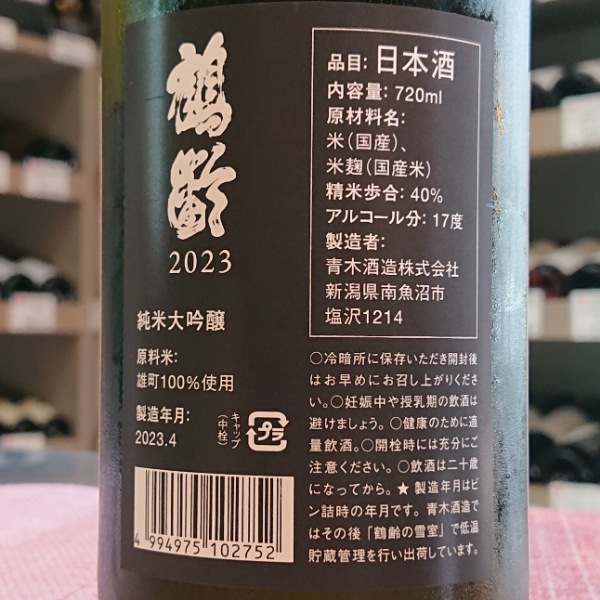 鶴齢
2023
純米大吟醸
原料米:
雄町100%使用
製造年月:
2023.4
キャップ
(中栓)
プラ
4 994975 102752
品目: 日本酒
内容量: 720ml
原材料名:
米(国産)、
米麹(国産米)
精米歩合: 40%
アルコール分: 17度
製造者:
青木酒造株式会社
新潟県南魚沼市
塩沢1214
○冷暗所に保存いただき開封後
はお早めにお召し上がりくださ
い。○妊娠中や授乳期の飲酒は
避けましょう。○健康のために適
量飲酒。○開栓時には充分にご
注意ください。○飲酒は二十歳
になってから。★製造年月はビ
ン詰時の年月です。青木酒造で
はその後「鶴齢の雪室」で低温
貯蔵管理を行い出荷しています。